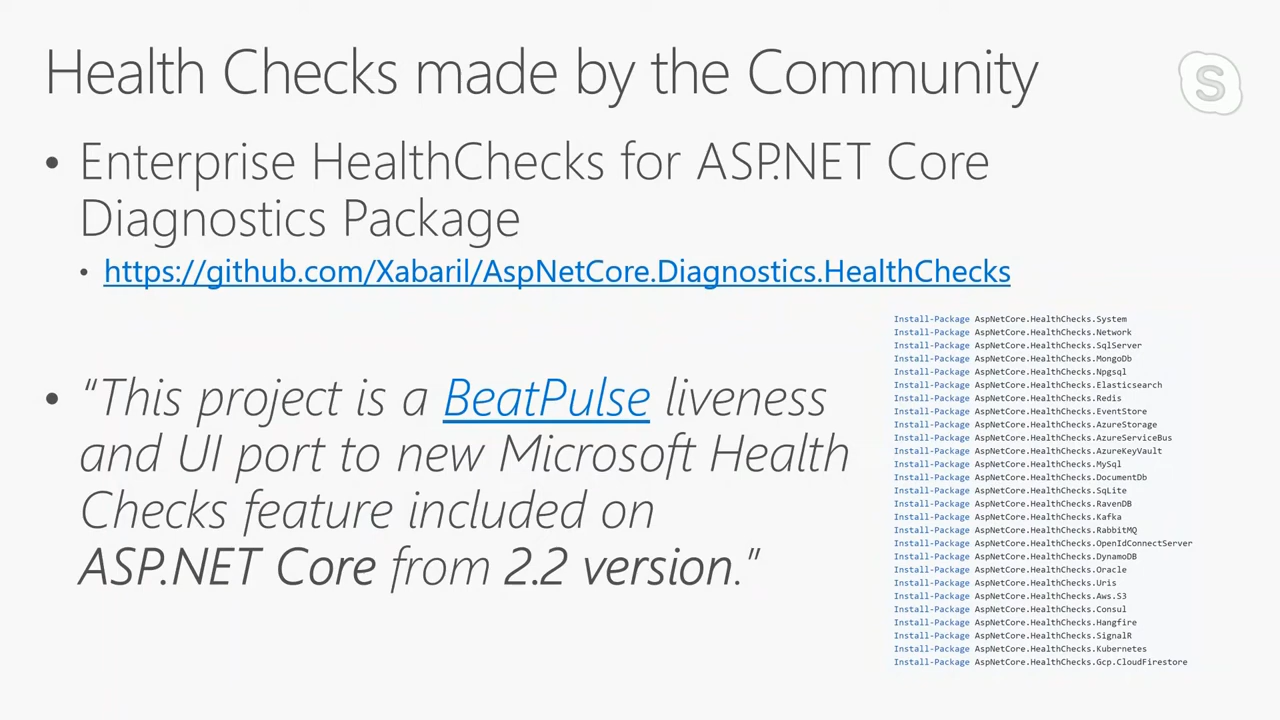 Health Checks made by the Community
S
• Enterprise HealthChecks for ASP.NET Core
Diagnostics Package
• https://github.com/Xabaril/AspNetCore.Diagnostics.HealthChecks
• “This project is a BeatPulse liveness
and UI port to new Microsoft Health
Checks feature included on
ASP.NET Core from 2.2 version.”
Install-Package AspNetCore.HealthChecks.System
Install-Package AspNetCore.HealthChecks.Network
Install-Package AspNetCore.HealthChecks.SqlServer
Install-Package AspNetCore.HealthChecks.MongoDb
Install-Package AspNetCore.HealthChecks.Npgsql
Install-Package AspNetCore.HealthChecks.Elasticsearch
Install-Package AspNetCore.HealthChecks.Redis
Install-Package AspNetCore.HealthChecks.EventStore
Install-Package AspNetCore.HealthChecks.AzureStorage
Install-Package AspNetCore.HealthChecks.AzureServiceBus
Install-Package AspNetCore.HealthChecks.AzureKeyVault
Install-Package AspNetCore.HealthChecks.MySql
Install-Package AspNetCore.HealthChecks.DocumentDb
Install-Package AspNetCore.HealthChecks.SqLite
Install-Package AspNetCore.HealthChecks.RavenDB
Install-Package AspNetCore.HealthChecks.Kafka
Install-Package AspNetCore.HealthChecks.RabbitMQ
Install-Package AspNetCore.HealthChecks.OpenIdConnectServer
Install-Package AspNetCore.HealthChecks.DynamoDB
Install-Package AspNetCore.HealthChecks.Oracle
Install-Package AspNetCore.HealthChecks.Uris
Install-Package AspNetCore.HealthChecks.Aws.S3
Install-Package AspNetCore.HealthChecks.Consul
Install-Package AspNetCore.HealthChecks.Hangfire
Install-Package AspNetCore.HealthChecks.SignalR
Install-Package AspNetCore.HealthChecks.Kubernetes
Install-Package AspNetCore.HealthChecks.Gcp.CloudFirestore